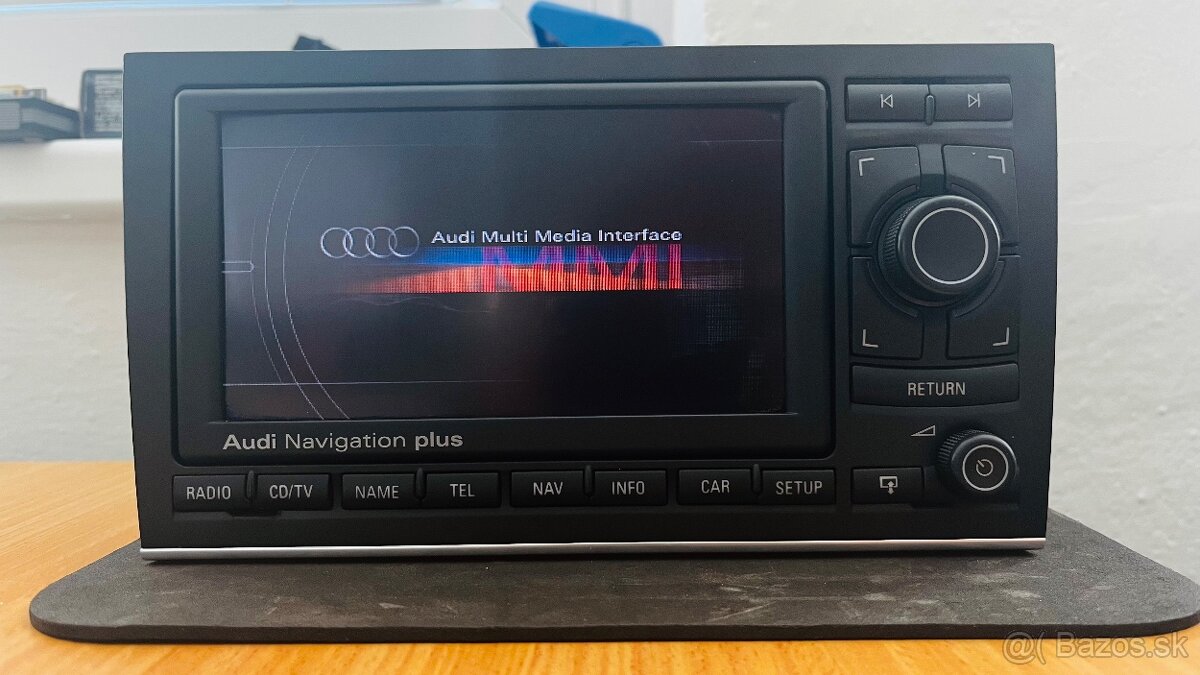 Audi Multi Media Interface
MMI
RETURN
Audi Navigation plus
RADIO CD/TV NAME TEL NAV INFO CAR SETUP
@( Bazos.sk